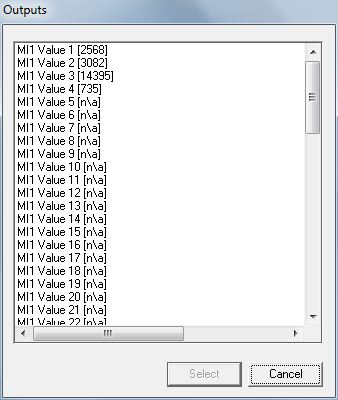 Outputs
MI1 Value 1 [2568]
MI1 Value 2 [3082]
MI1 Value 3 [14395]
MI1 Value 4 [735]
MI1 Value 5 [n\a]
MI1 Value 6 [n\a]
MI1 Value 7 [n\a]
MI1 Value 8 [n\a]
MI1 Value 9 [n\a]
MI1 Value 10 [n\a]
MI1 Value 11 [n\a]
MI1 Value 12 [n\a]
MI1 Value 13 [n\a]
MI1 Value 14 [n\a]
MI1 Value 15 [n\a]
MI1 Value 16 [n\a]
MI1 Value 17 [n\a]
MI1 Value 18 [n\a]
MI1 Value 19 [n\a]
MI1 Value 20 [n\a]
MI1 Value 21 [n\a]
MI1 Value 22 [n\a]
Select
Cancel